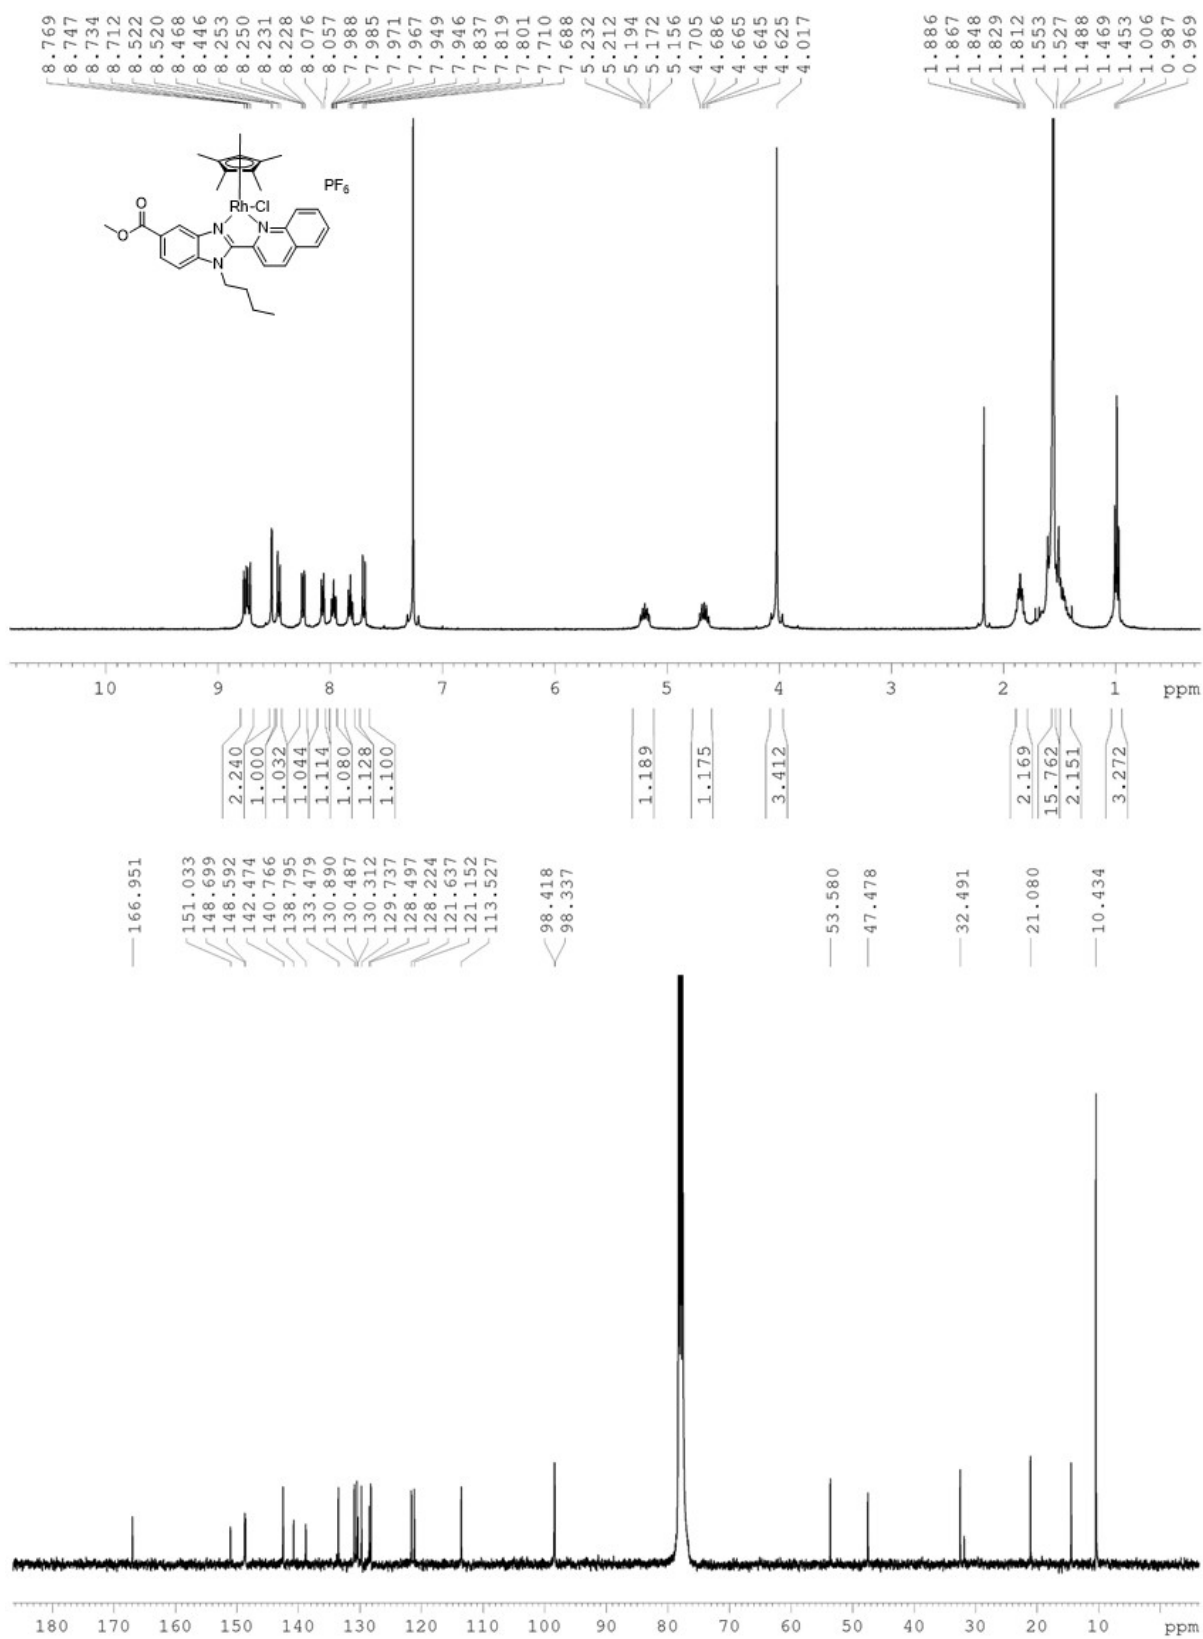 8.769 8.747 8.734 8.712 8.522 8.520 8.468 8.446 8.253 8.250 8.231 8.228 8.076 8.057 7.988 7.985 7.971 7.967 7.949 7.946 7.837 7.819 7.801 7.710 7.688 5.232 5.212 5.194 5.172 5.156 4.705 4.686 4.665 4.645 4.625 4.017 1.886 1.867 1.848 1.829 1.812 1.553 1.527 1.488 1.469 1.453 1.006 0.987 0.969
PF6
Rh-Cl
O
N N
O
N
10 9 8 7 6 5 4 3 2 1 ppm
2.240 1.000 1.032 1.044 1.114 1.080 1.128 1.100 1.189 1.175 3.412 2.169 15.762 2.151 3.272
166.951 151.033 148.699 148.592 142.474 140.766 138.795 133.479 130.890 130.487 130.312 129.737 128.497 128.224 121.637 121.152 113.527 98.418 98.337 53.580 47.478 32.491 21.080 10.434
180 170 160 150 140 130 120 110 100 90 80 70 60 50 40 30 20 10 ppm